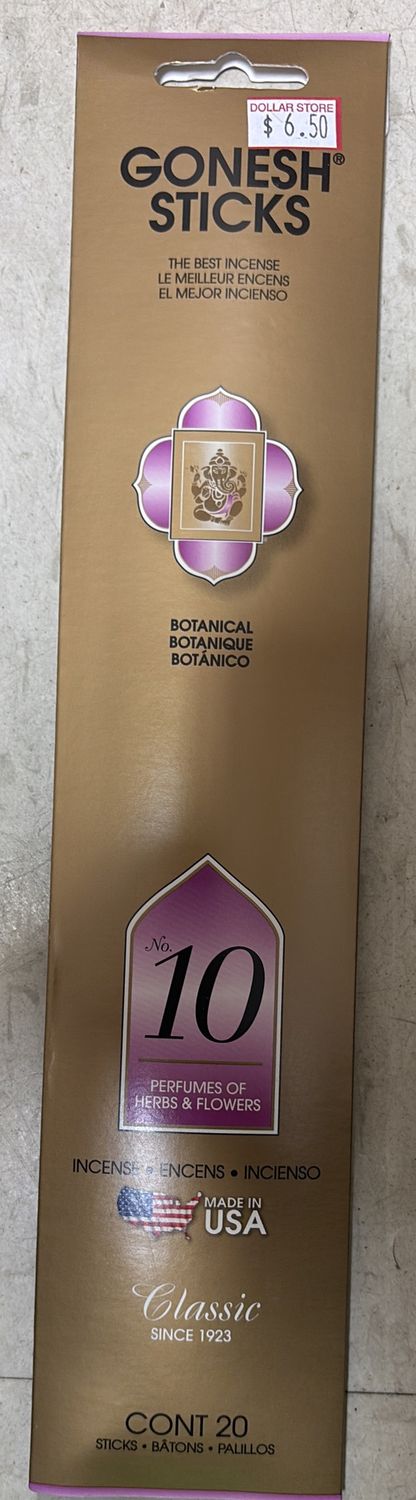 DOLLAR STORE
$ 6.50
GONESH®
STICKS
THE BEST INCENSE
LE MEILLEUR ENCENS
EL MEJOR INCIENSO
BOTANICAL
BOTANIQUE
BOTÁNICO
No.
10
PERFUMES OF
HERBS & FLOWERS
INCENSE • ENCENS • INCIENSO
MADE IN
USA
Classic
SINCE 1923
CONT 20
STICKS • BÂTONS • PALILLOS